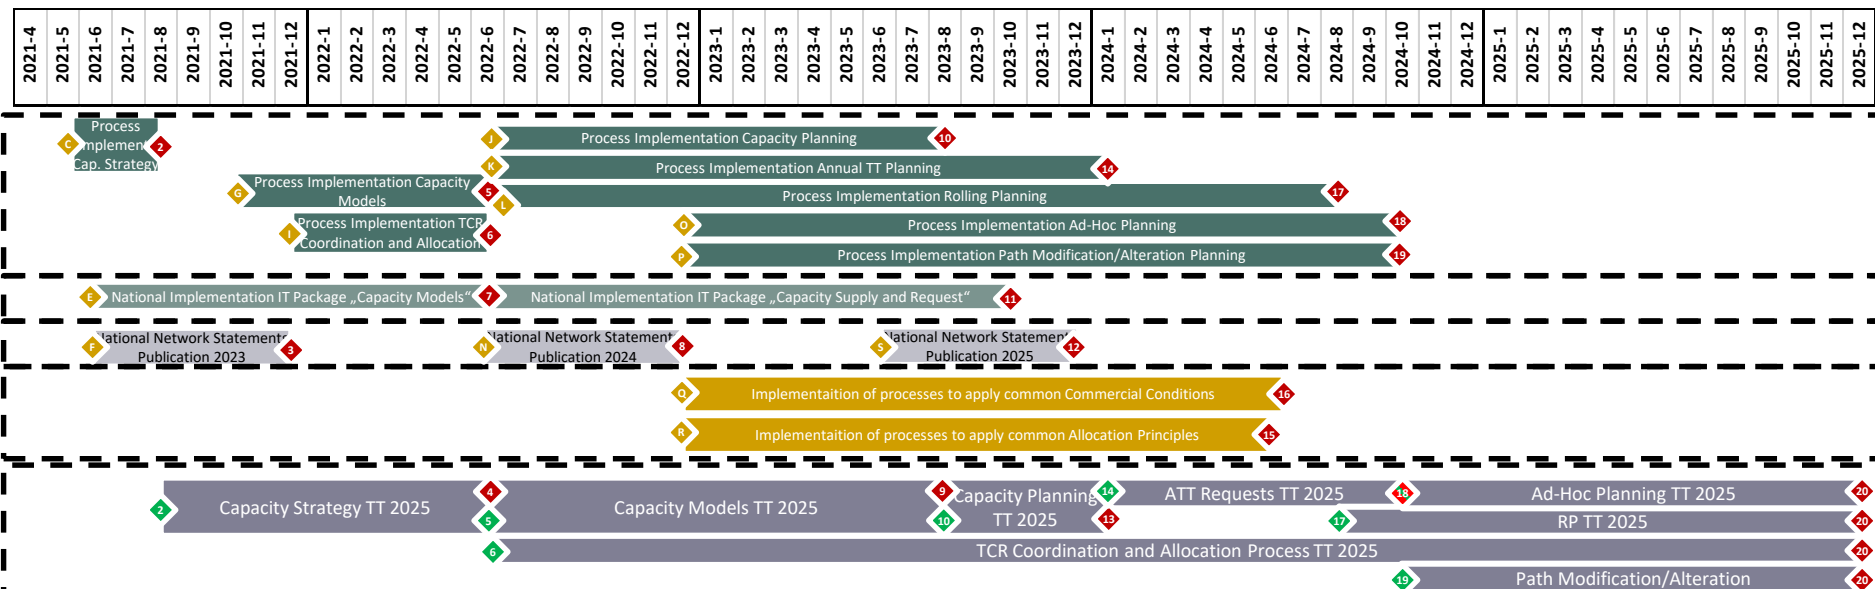 2021-4
2021-5
2021-6
2021-7
2021-8
2021-9
2021-10
2021-11
2021-12
2022-1
2022-2
2022-3
2022-4
2022-5
2022-6
2022-7
2022-8
2022-9
2022-10
2022-11
2022-12
2023-1
2023-2
2023-3
2023-4
2023-5
2023-6
2023-7
2023-8
2023-9
2023-10
2023-11
2023-12
2024-1
2024-2
2024-3
2024-4
2024-5
2024-6
2024-7
2024-8
2024-9
2024-10
2024-11
2024-12
2025-1
2025-2
2025-3
2025-4
2025-5
2025-6
2025-7
2025-8
2025-9
2025-10
2025-11
2025-12
C
Process
Implement
Cap. Strategy
2
J
Process Implementation Capacity Planning
10
K
Process Implementation Annual TT Planning
14
G
Process Implementation Capacity
Models
5
L
Process Implementation Rolling Planning
17
I
Process Implementation TCR
Coordination and Allocation
6
O
Process Implementation Ad-Hoc Planning
18
P
Process Implementation Path Modification/Alteration Planning
19
E
National Implementation IT Package „Capacity Models“
7
National Implementation IT Package „Capacity Supply and Request“
11
F
National Network Statement
Publication 2023
3
N
National Network Statement
Publication 2024
8
S
National Network Statement
Publication 2025
12
Q
Implementaition of processes to apply common Commercial Conditions
16
R
Implementaition of processes to apply common Allocation Principles
15
2
Capacity Strategy TT 2025
4
5
Capacity Models TT 2025
9
10
Capacity Planning
TT 2025
14
13
ATT Requests TT 2025
18
Ad-Hoc Planning TT 2025
20
17
RP TT 2025
20
6
TCR Coordination and Allocation Process TT 2025
20
19
Path Modification/Alteration
20